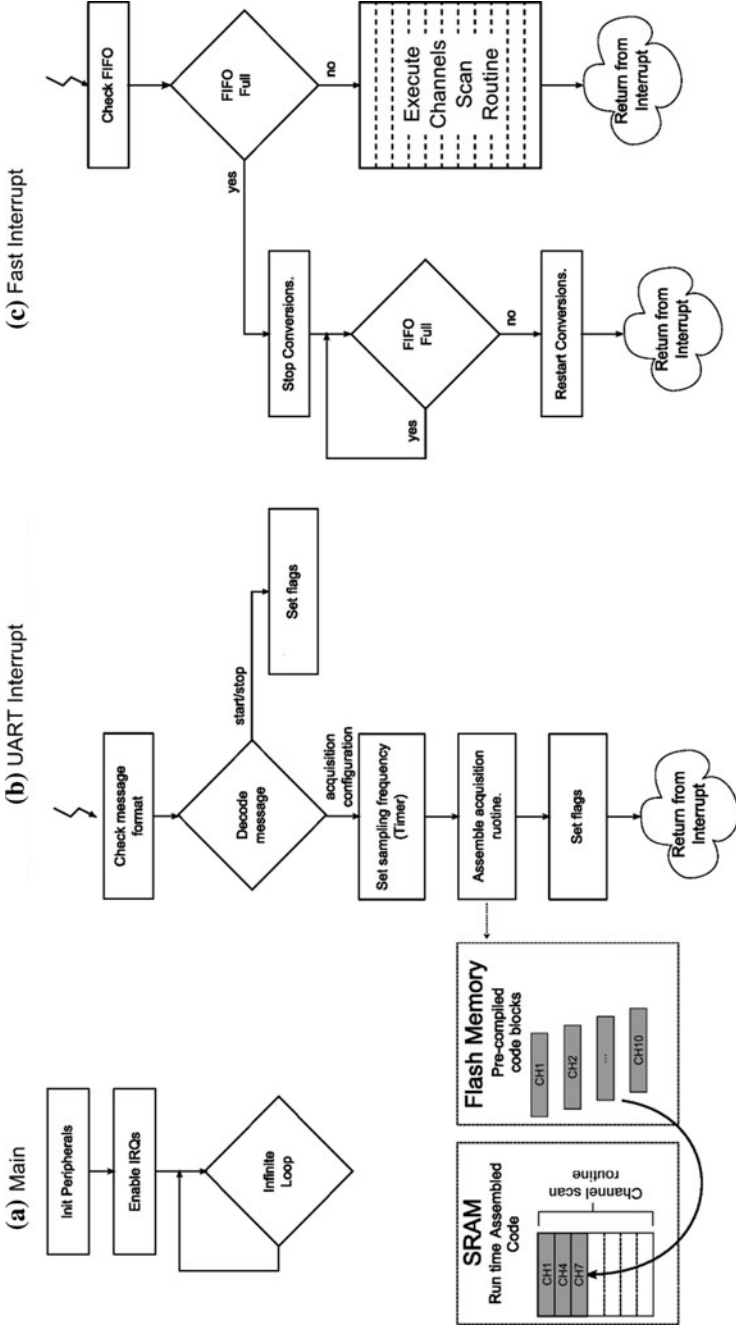 (a) Main
Init Peripherals
Enable IRQs
Infinite
Loop
SRAM
Run time Assembled
Code
CH1
CH4
CH7
Channel scan
routine
Flash Memory
Pre-compiled
code blocks
CH1
CH2
...
CH10
(b) UART Interrupt
Check message
format
Decode
message
start/stop
Set flags
acquisition
configuration
Set sampling frequency
(Timer)
Assemble acquisition
ruotine.
Set flags
Return from
Interrupt
(c) Fast Interrupt
Check FIFO
FIFO
Full
yes
no
Stop Conversions.
FIFO
Full
yes
no
Restart Conversions.
Return from
Interrupt
Execute
Channels
Scan
Routine
Return from
Interrupt